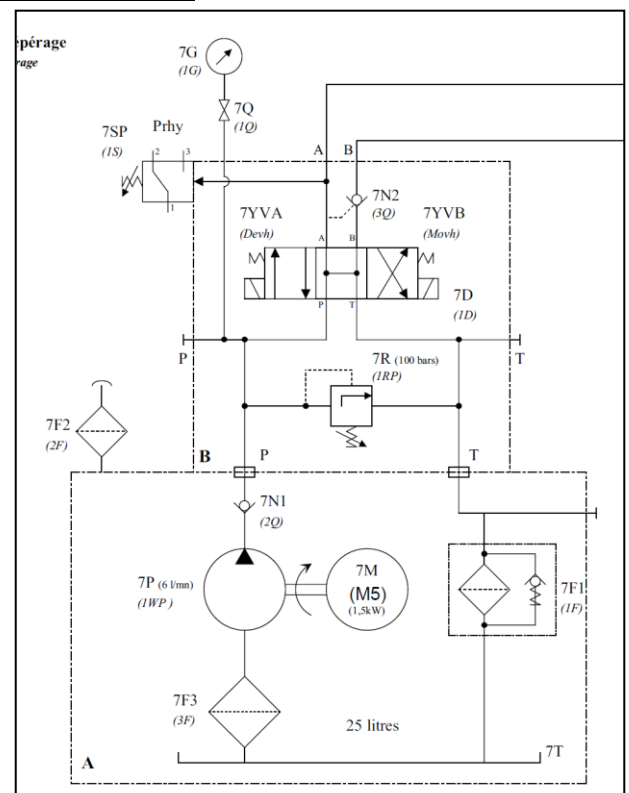 épérage
rage
7G
(1G)
7Q
(1Q)
7SP
(1S)
Prhy
2
3
1
A
B
7N2
(3Q)
7YVA
(Devh)
7YVB
(Movh)
A
B
P
T
7D
(1D)
P
T
7R (100 bars)
(1RP)
7F2
(2F)
B
P
T
7N1
(2Q)
7P (6 l/mn)
(1WP)
7M
(M5)
(1,5kW)
7F1
(1F)
7F3
(3F)
25 litres
7T
A